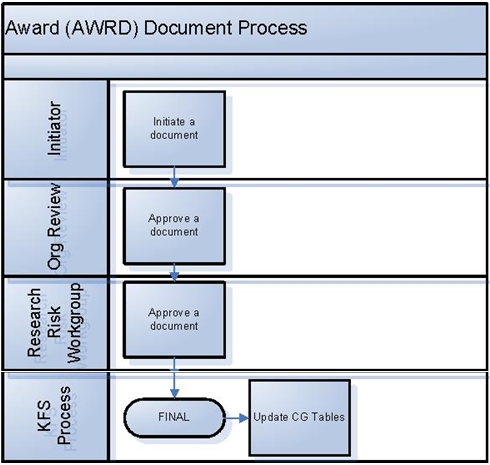 Award (AWRD) Document Process
Initiator
Initiate a
document
Org Review
Approve a
document
Research
Risk
Workgroup
Approve a
document
KFS
Process
FINAL
Update CG Tables